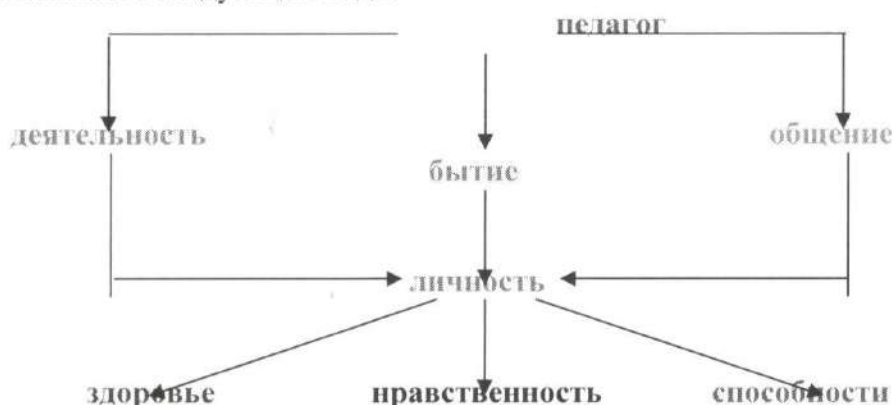 педагог
деятельность
общение
бытие
личность
здоровье нравственность способности